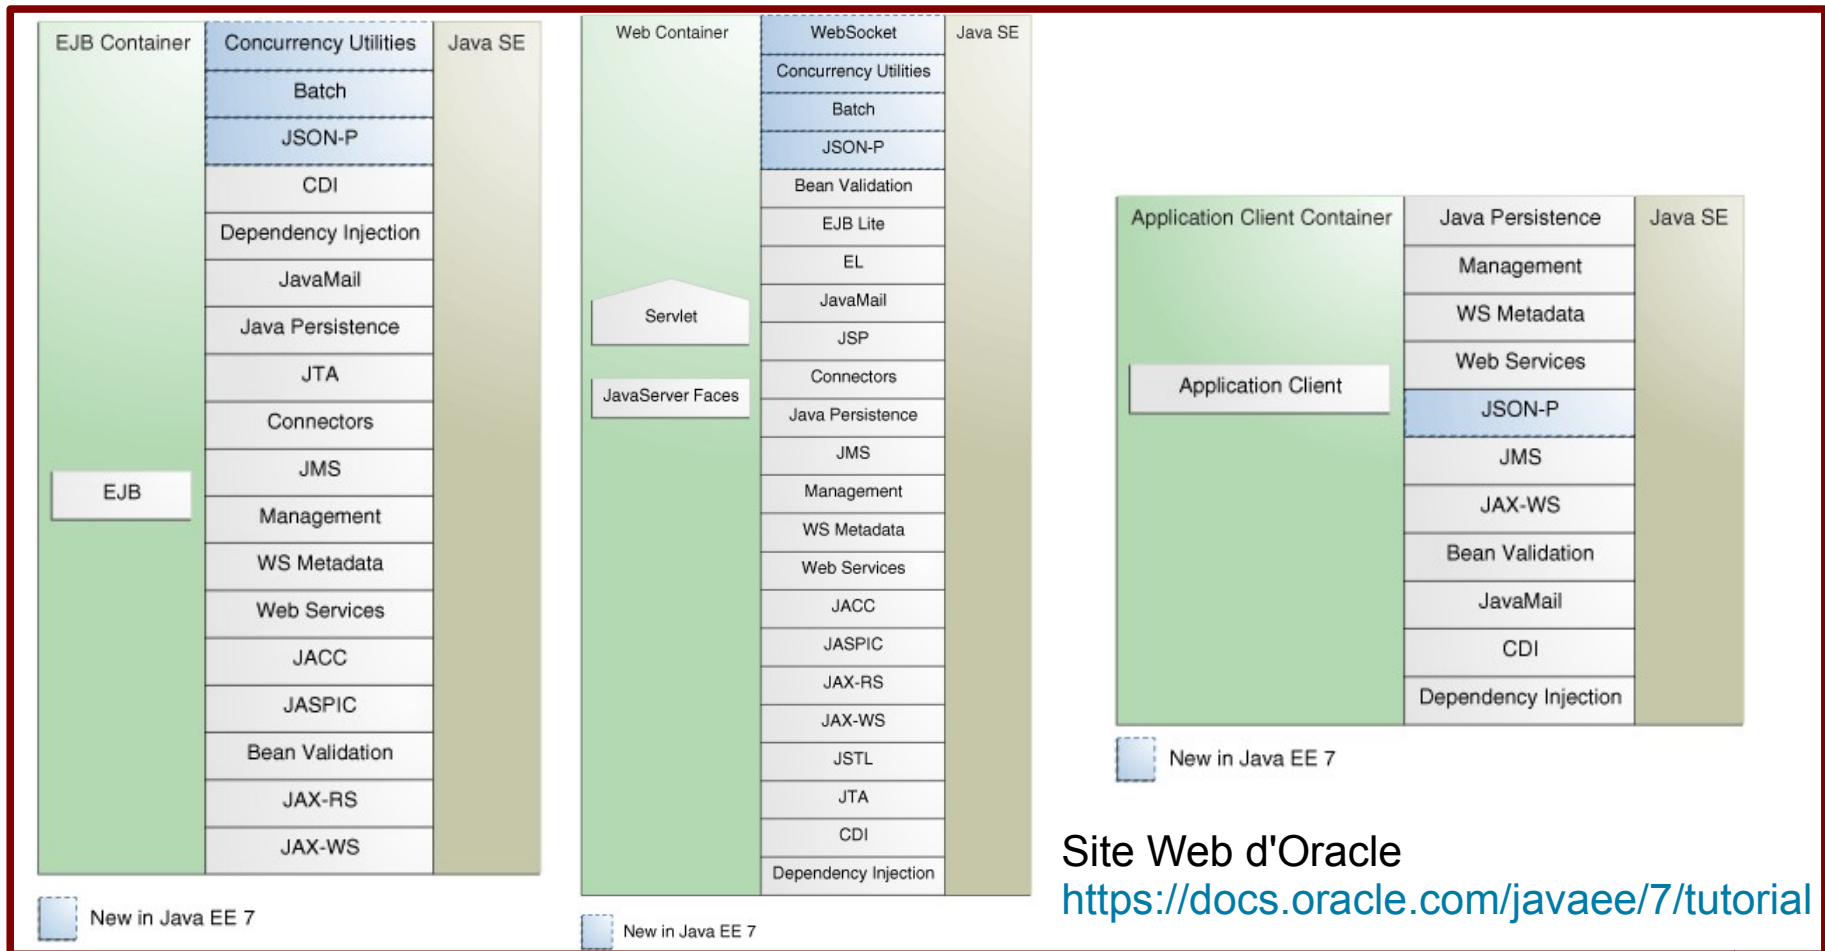 EJB Container
Concurrency Utilities
Java SE
Batch
JSON-P
CDI
Dependency Injection
JavaMail
Java Persistence
JTA
Connectors
JMS
EJB
Management
WS Metadata
Web Services
JACC
JASPIC
Bean Validation
JAX-RS
JAX-WS
New in Java EE 7
Web Container
WebSocket
Java SE
Concurrency Utilities
Batch
JSON-P
Bean Validation
EJB Lite
EL
JavaMail
Servlet
JSP
Connectors
JavaServer Faces
Java Persistence
JMS
Management
WS Metadata
Web Services
JACC
JASPIC
JAX-RS
JAX-WS
JSTL
JTA
CDI
Dependency Injection
New in Java EE 7
Application Client Container
Java Persistence
Java SE
Management
WS Metadata
Web Services
Application Client
JSON-P
JMS
JAX-WS
Bean Validation
JavaMail
CDI
Dependency Injection
New in Java EE 7
Site Web d'Oracle
https://docs.oracle.com/javaee/7/tutorial